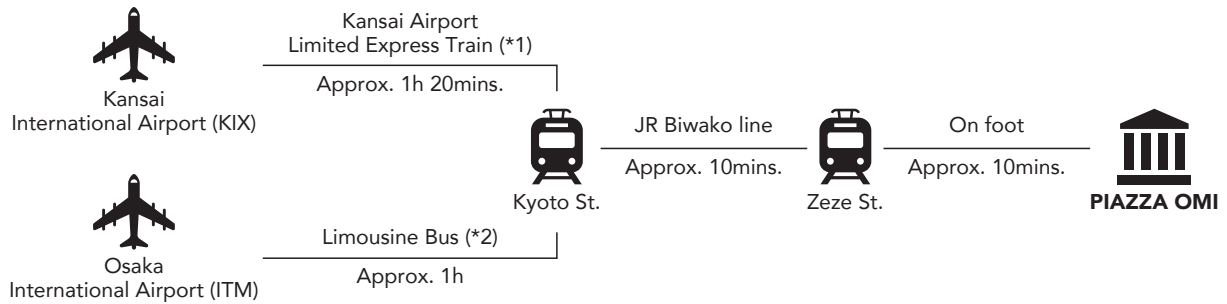 Kansai Airport
Limited Express Train (*1)
Approx. 1h 20mins.
Kansai
International Airport (KIX)
JR Biwako line
On foot
Approx. 10mins.
Approx. 10mins.
Kyoto St.
Zeze St.
PIAZZA OMI
Limousine Bus (*2)
Osaka
Approx. 1h
International Airport (ITM)